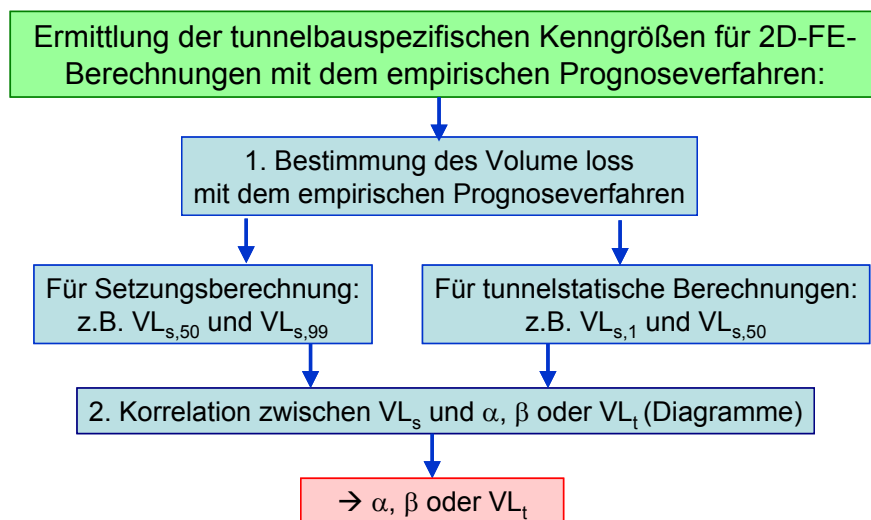 Ermittlung der tunnelbauspezifischen Kenngrößen für 2D-FE-
Berechnungen mit dem empirischen Prognoseverfahren:
1. Bestimmung des Volume loss
mit dem empirischen Prognoseverfahren
Für Setzungsberechnung:
z.B. VLs,50 und VLs,99
Für tunnelstatische Berechnungen:
z.B. VLs,1 und VLs,50
2. Korrelation zwischen VLs und α, β oder VLt (Diagramme)
→ α, β oder VLt